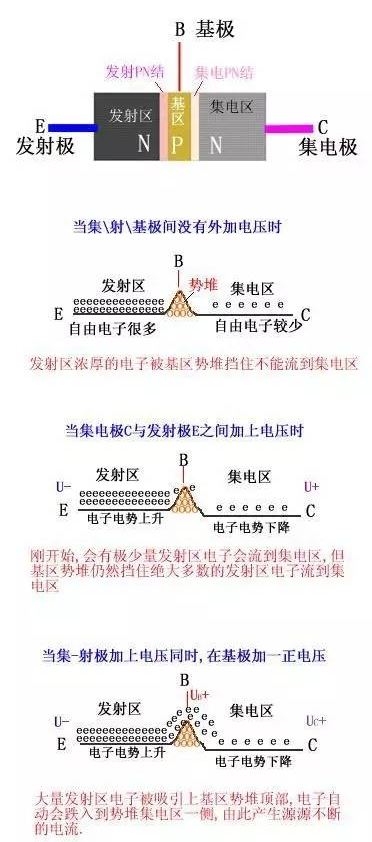 B 基极
发射PN结 集电PN结
发射区 基区 集电区
E C
N P N
发射极 集电极
当集\射\基极间没有外加电压时
B
发射区 势堆 集电区
eeeeeeeeeeeeeee
eeeeeeeeeeeeeee e e e e e e
E C
自由电子很多 自由电子较少
发射区浓厚的电子被基区势堆挡住不能流到集电区
当集电极C与发射极E之间加上电压时
B
发射区 集电区
U- U+
E C
电子电势上升 电子电势下降
刚开始,会有极少量发射区电子会流到集电区,但
基区势堆仍然挡住绝大多数的发射区电子流到集
电区
当集-射极加上电压同时,在基极加一正电压
B
UB+
发射区 集电区
U- UC+
E C
电子电势上升 电子电势下降
大量发射区电子被吸引上基区势堆顶部,电子自
动会跌入到势堆集电区一侧,由此产生源源不断
的电流.